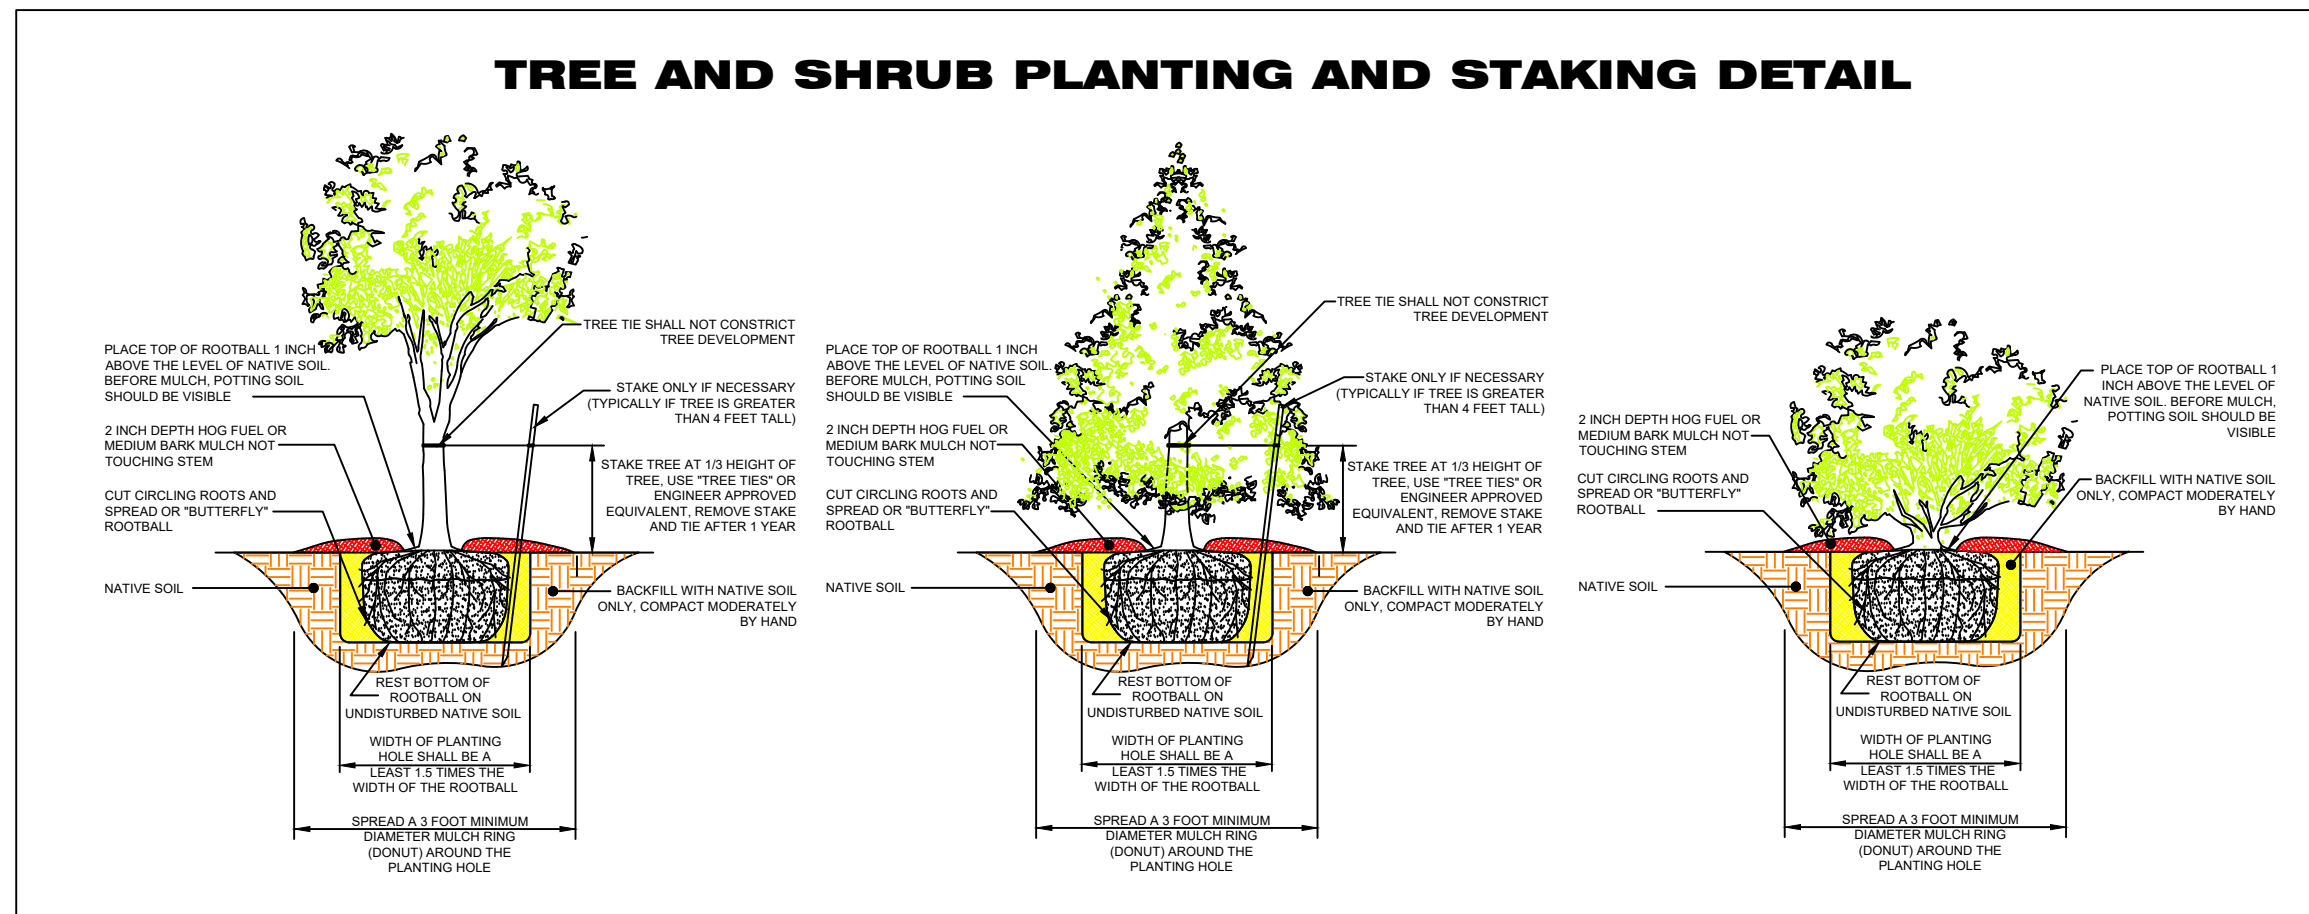 TREE AND SHRUB PLANTING AND STAKING DETAIL
TREE TIE SHALL NOT CONSTRICT
TREE DEVELOPMENT
PLACE TOP OF ROOTBALL 1 INCH
ABOVE THE LEVEL OF NATIVE SOIL.
BEFORE MULCH, POTTING SOIL
SHOULD BE VISIBLE
STAKE ONLY IF NECESSARY
(TYPICALLY IF TREE IS GREATER
THAN 4 FEET TALL)
2 INCH DEPTH HOG FUEL OR
MEDIUM BARK MULCH NOT
TOUCHING STEM
STAKE TREE AT 1/3 HEIGHT OF
TREE, USE "TREE TIES" OR
ENGINEER APPROVED
EQUIVALENT, REMOVE STAKE
AND TIE AFTER 1 YEAR
CUT CIRCLING ROOTS AND
SPREAD OR "BUTTERFLY"
ROOTBALL
NATIVE SOIL
BACKFILL WITH NATIVE SOIL
ONLY, COMPACT MODERATELY
BY HAND
REST BOTTOM OF
ROOTBALL ON
UNDISTURBED NATIVE SOIL
WIDTH OF PLANTING
HOLE SHALL BE A
LEAST 1.5 TIMES THE
WIDTH OF THE ROOTBALL
SPREAD A 3 FOOT MINIMUM
DIAMETER MULCH RING
(DONUT) AROUND THE
PLANTING HOLE
TREE TIE SHALL NOT CONSTRICT
TREE DEVELOPMENT
PLACE TOP OF ROOTBALL 1 INCH
ABOVE THE LEVEL OF NATIVE SOIL.
BEFORE MULCH, POTTING SOIL
SHOULD BE VISIBLE
STAKE ONLY IF NECESSARY
(TYPICALLY IF TREE IS GREATER
THAN 4 FEET TALL)
2 INCH DEPTH HOG FUEL OR
MEDIUM BARK MULCH NOT
TOUCHING STEM
STAKE TREE AT 1/3 HEIGHT OF
TREE, USE "TREE TIES" OR
ENGINEER APPROVED
EQUIVALENT, REMOVE STAKE
AND TIE AFTER 1 YEAR
CUT CIRCLING ROOTS AND
SPREAD OR "BUTTERFLY"
ROOTBALL
NATIVE SOIL
BACKFILL WITH NATIVE SOIL
ONLY, COMPACT MODERATELY
BY HAND
REST BOTTOM OF
ROOTBALL ON
UNDISTURBED NATIVE SOIL
WIDTH OF PLANTING
HOLE SHALL BE A
LEAST 1.5 TIMES THE
WIDTH OF THE ROOTBALL
SPREAD A 3 FOOT MINIMUM
DIAMETER MULCH RING
(DONUT) AROUND THE
PLANTING HOLE
PLACE TOP OF ROOTBALL 1
INCH ABOVE THE LEVEL OF
NATIVE SOIL. BEFORE MULCH,
POTTING SOIL SHOULD BE
VISIBLE
2 INCH DEPTH HOG FUEL OR
MEDIUM BARK MULCH NOT
TOUCHING STEM
CUT CIRCLING ROOTS AND
SPREAD OR "BUTTERFLY"
ROOTBALL
BACKFILL WITH NATIVE SOIL
ONLY, COMPACT MODERATELY
BY HAND
NATIVE SOIL
REST BOTTOM OF
ROOTBALL ON
UNDISTURBED NATIVE SOIL
WIDTH OF PLANTING
HOLE SHALL BE A
LEAST 1.5 TIMES THE
WIDTH OF THE ROOTBALL
SPREAD A 3 FOOT MINIMUM
DIAMETER MULCH RING
(DONUT) AROUND THE
PLANTING HOLE